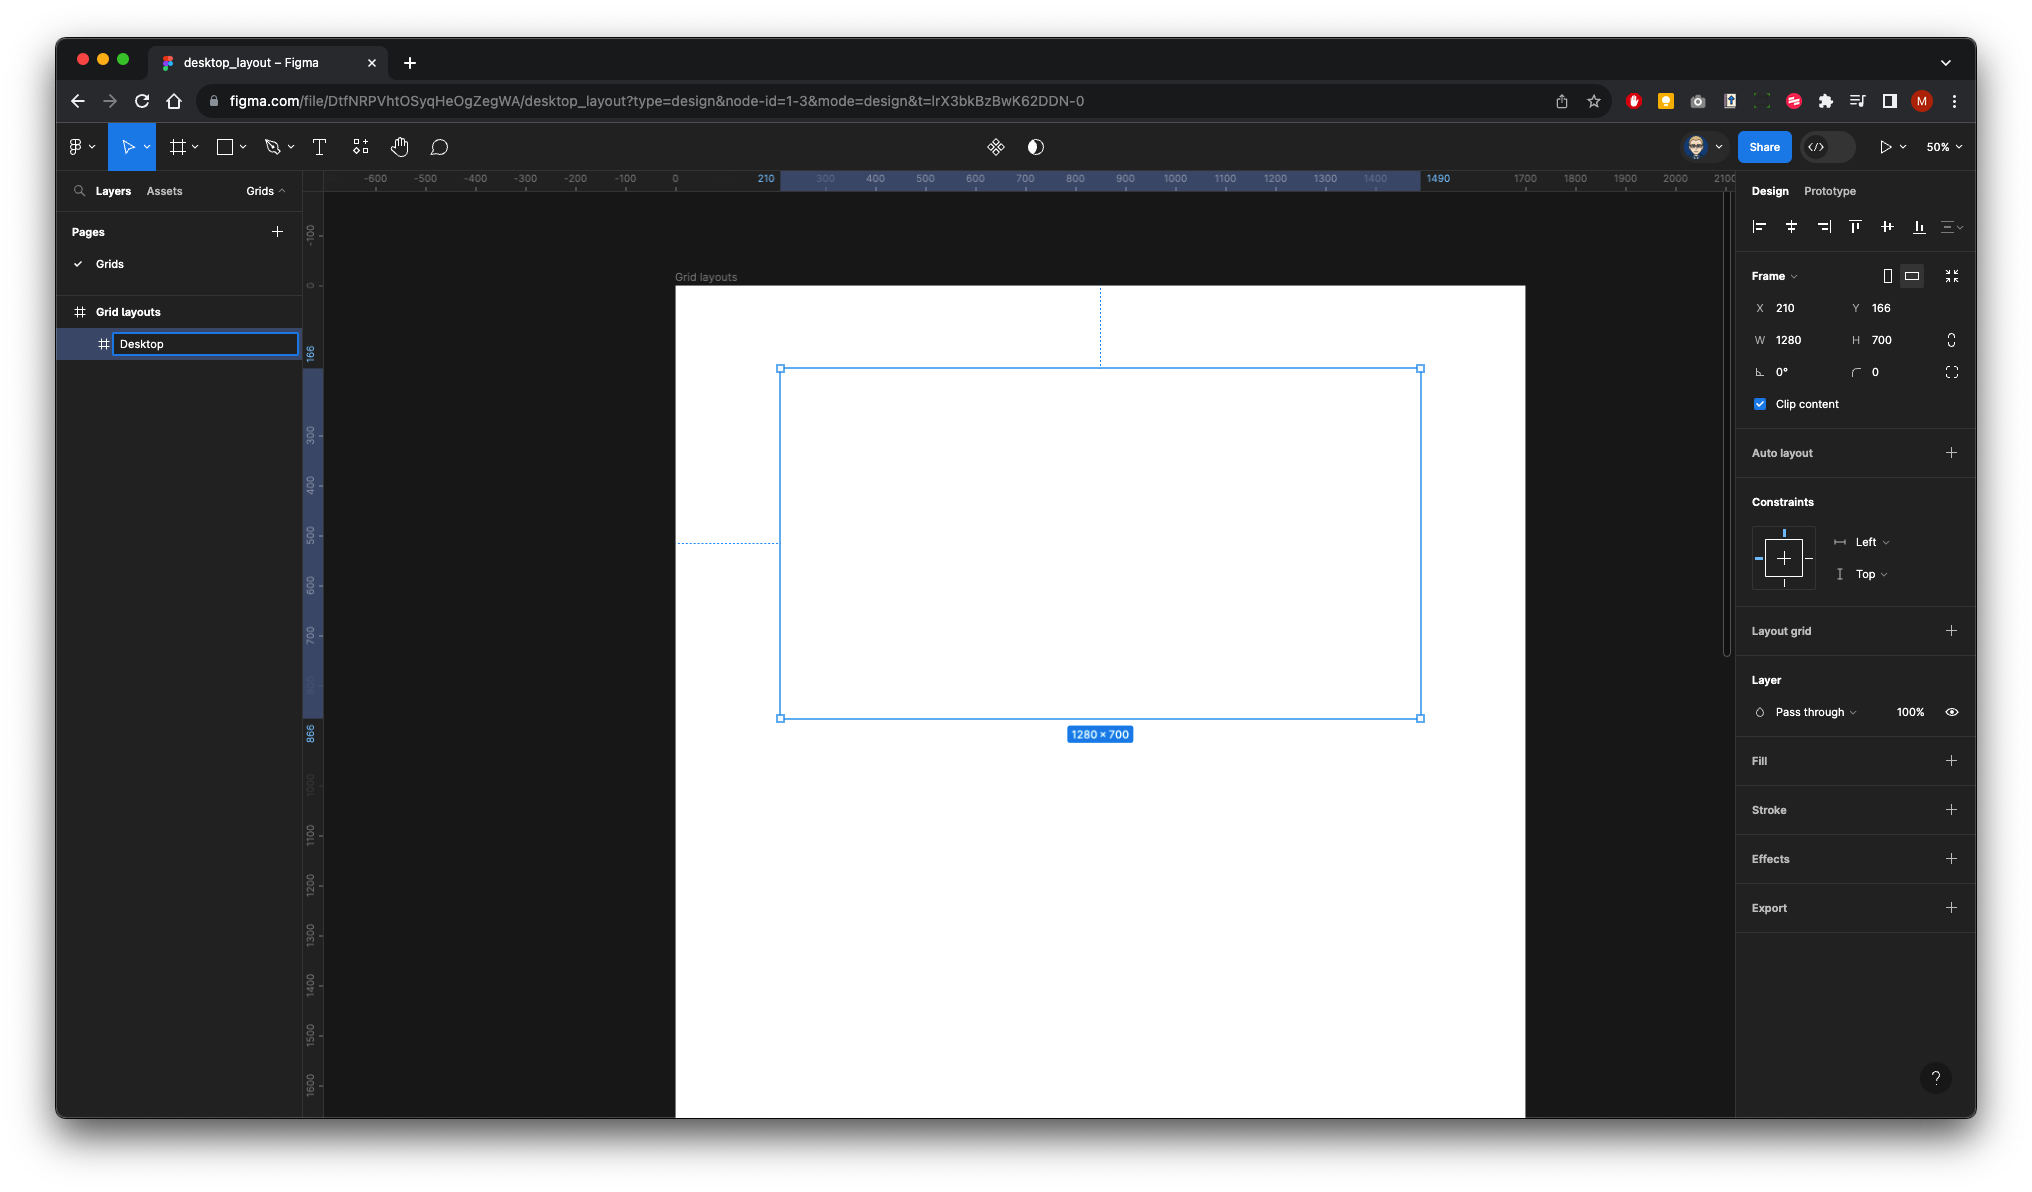 desktop_layout – Figma
figma.com/file/DtfNRPVhtOSyqHeOgZegWA/desktop_layout?type=design&node-id=1-3&mode=design&t=lrX3bkBzBwK62DDN-0
M
Share
50%
Layers Assets Grids
-600 -500 -400 -300 -200 -100 0 210 300 400 500 600 700 800 900 1000 1100 1200 1300 1400 1490 1700 1800 1900 2000 2100
Design Prototype
Pages
Grids
Grid layouts
Desktop
-100
0
166
300
400
500
600
700
800
866
1000
1100
1200
1300
1400
1500
1600
Grid layouts
1280 × 700
Frame
X 210 Y 166
W 1280 H 700
0° 0
Clip content
Auto layout
Constraints
Left
Top
Layout grid
Layer
Pass through 100%
Fill
Stroke
Effects
Export
?